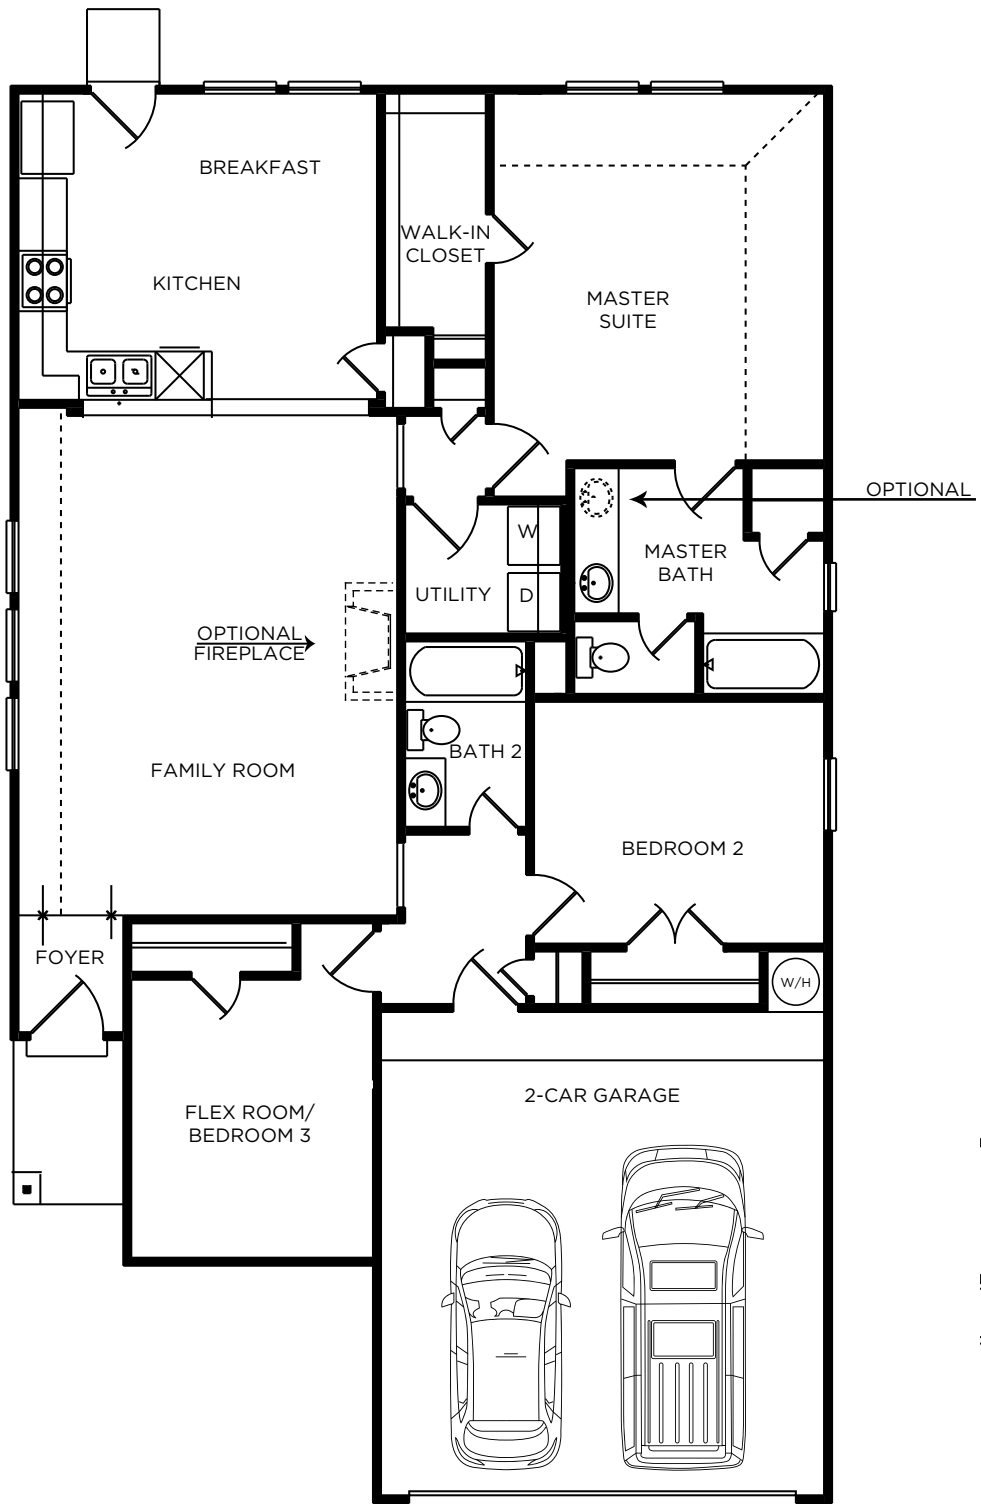 BREAKFAST
WALK-IN
CLOSET
KITCHEN
MASTER
SUITE
OPTIONAL
W
MASTER
BATH
UTILITY
D
OPTIONAL
FIREPLACE
BATH 2
FAMILY ROOM
BEDROOM 2
FOYER
W/H
2-CAR GARAGE
FLEX ROOM/
BEDROOM 3